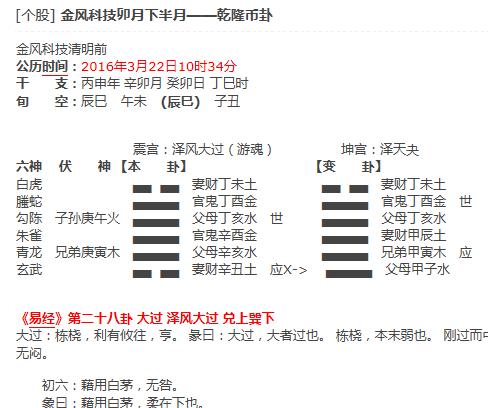 [个股] 金风科技卯月下半月——乾隆币卦
金风科技清明前
公历时间：2016年3月22日10时34分
干　支：丙申年 辛卯月 癸卯日 丁巳时
旬　空：辰巳 午未 (辰巳) 子丑
震宫：泽风大过（游魂） 坤宫：泽天夬
六神 伏　神 【本　卦】 【变　卦】
白虎 妻财丁未土 妻财丁未土
螣蛇 官鬼丁酉金 官鬼丁酉金 世
勾陈 子孙庚午火 父母丁亥水 世 父母丁亥水
朱雀 官鬼辛酉金 妻财甲辰土
青龙 兄弟庚寅木 父母辛亥水 兄弟甲寅木 应
玄武 妻财辛丑土 应X-> 父母甲子水
《易经》第二十八卦 大过 泽风大过 兑上巽下
大过：栋桡，利有攸往，亨。 彖曰：大过，大者过也。 栋桡，本末弱也。 刚过而中
无闷。
初六：藉用白茅，无咎。
象曰：藉用白茅，柔在下也。